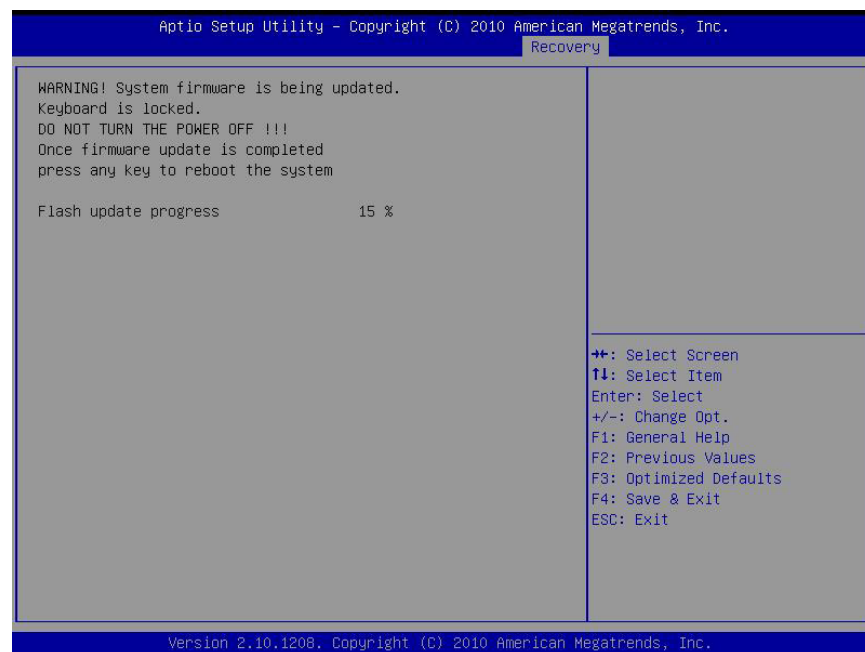 Aptio Setup Utility – Copyright (C) 2010 American Megatrends, Inc.
Recovery
WARNING! System firmware is being updated.
Keyboard is locked.
DO NOT TURN THE POWER OFF !!!
Once firmware update is completed
press any key to reboot the system
Flash update progress 15 %
→←: Select Screen
↑↓: Select Item
Enter: Select
+/-: Change Opt.
F1: General Help
F2: Previous Values
F3: Optimized Defaults
F4: Save & Exit
ESC: Exit
Version 2.10.1208. Copyright (C) 2010 American Megatrends, Inc.